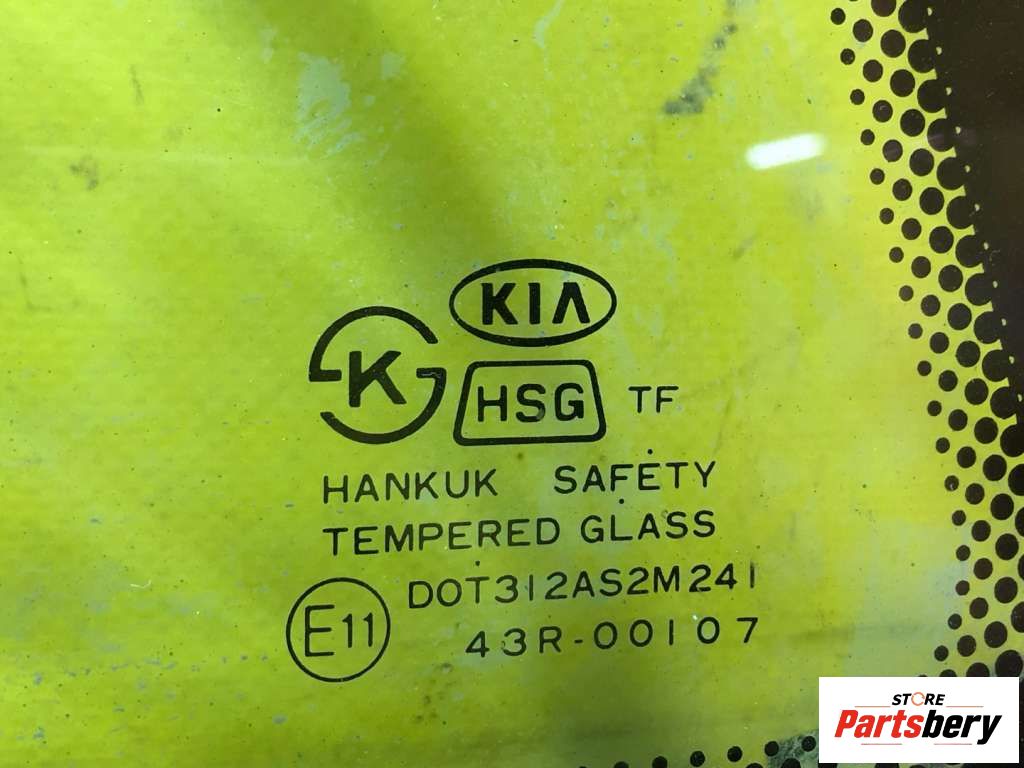 KIA
K
HSG TF
HANKUK SAFETY
TEMPERED GLASS
DOT312AS2M241
E11
43R-00107
STORE
Partsbery